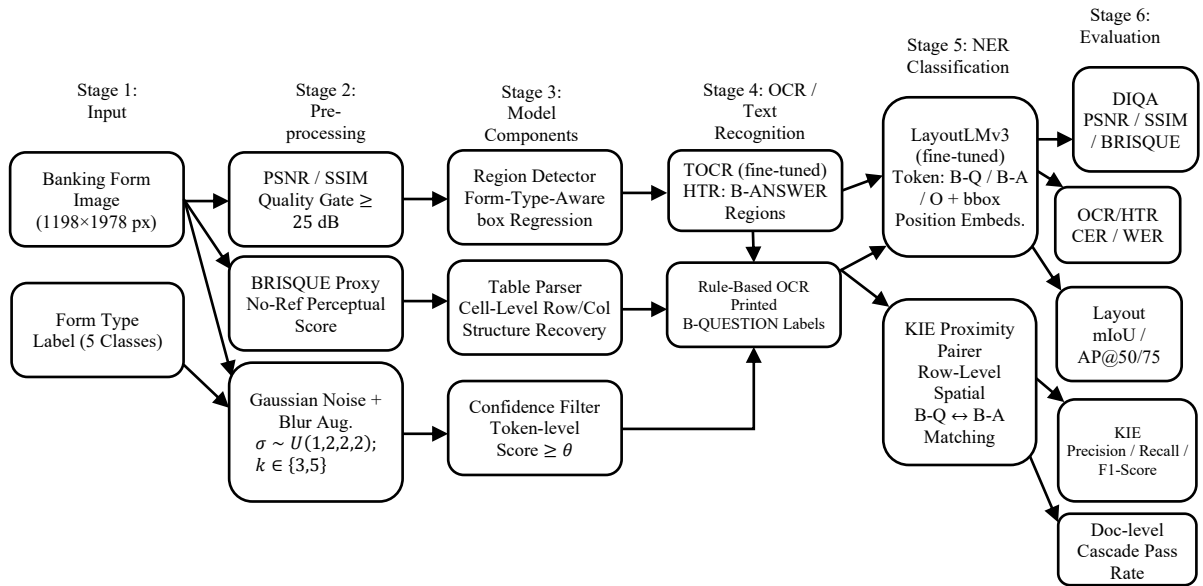 Stage 1:
Input
Banking Form
Image
(1198×1978 px)
Form Type
Label (5 Classes)
Stage 2:
Pre-
processing
PSNR / SSIM
Quality Gate ≥
25 dB
BRISQUE Proxy
No-Ref Perceptual
Score
Gaussian Noise +
Blur Aug.
σ ~ U(1,2,2,2);
k ∈ {3,5}
Stage 3:
Model
Components
Region Detector
Form-Type-Aware
box Regression
Table Parser
Cell-Level Row/Col
Structure Recovery
Confidence Filter
Token-level
Score ≥ θ
Stage 4: OCR /
Text
Recognition
TOCR (fine-tuned)
HTR: B-ANSWER
Regions
Rule-Based OCR
Printed
B-QUESTION Labels
Stage 5: NER
Classification
LayoutLMv3
(fine-tuned)
Token: B-Q / B-A
/ O + bbox
Position Embeds.
KIE Proximity
Pairer
Row-Level
Spatial
B-Q ↔ B-A
Matching
Stage 6:
Evaluation
DIQA
PSNR / SSIM
/ BRISQUE
OCR/HTR
CER / WER
Layout
mIoU /
AP@50/75
KIE
Precision / Recall /
F1-Score
Doc-level
Cascade Pass
Rate